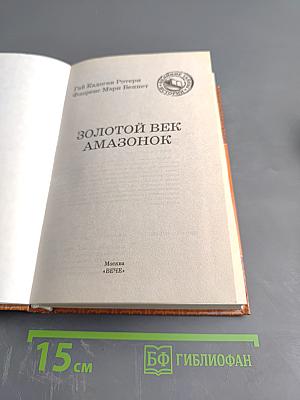 Гай Кадоган Ротери
Флоренс Мэри Беннет
ЗОЛОТОЙ ВЕК
АМАЗОНОК
Москва
«ВЕЧЕ»
15 см
БФ ГИБЛИОФАН